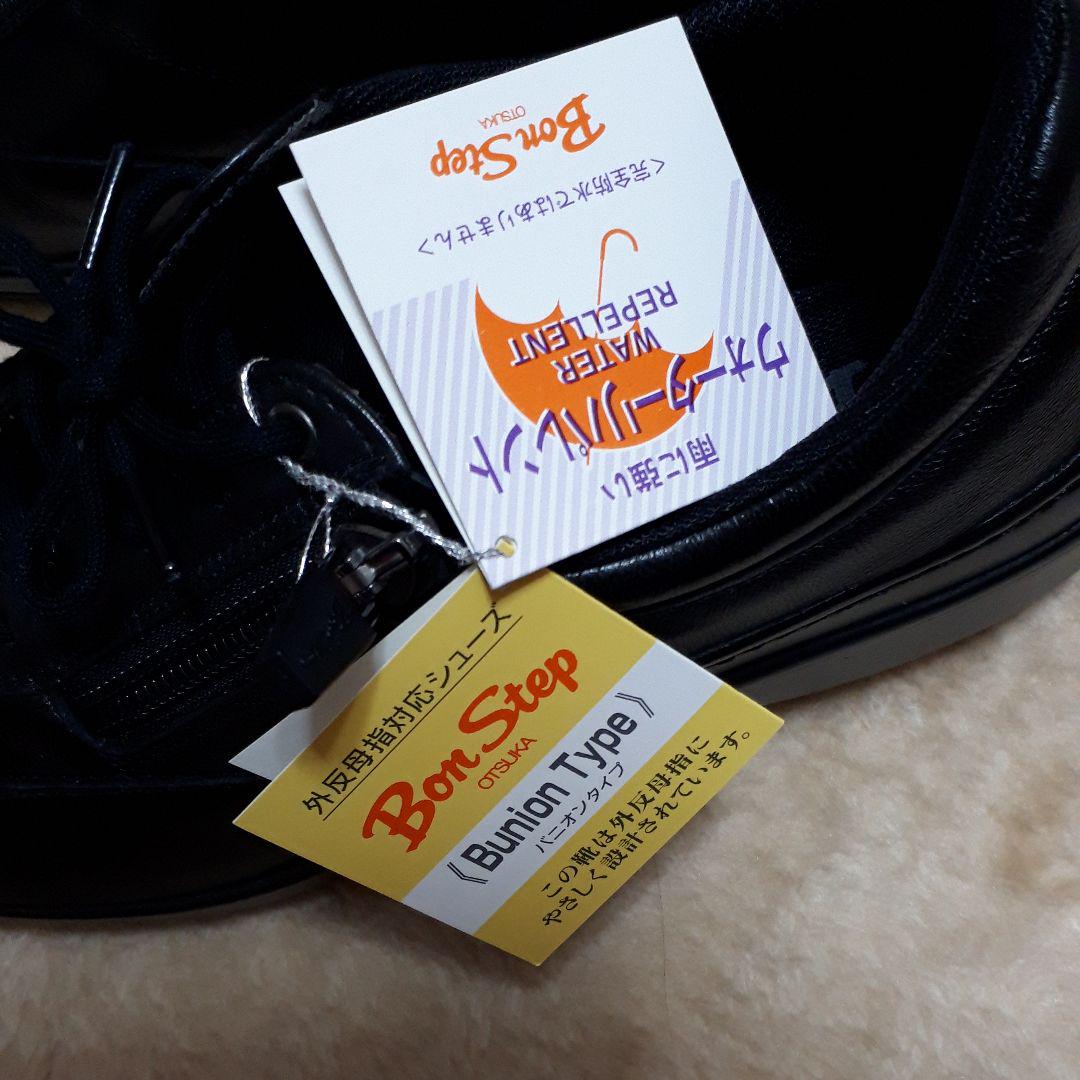 雨に強い
ウォーターリパレント
WATER
REPELLENT
<完全防水ではありません>
Bon Step
OTSUKA
外反母指対応シューズ
Bon Step
OTSUKA
《Bunion Type》
バニオンタイプ
この靴は外反母指に
やさしく設計されています。